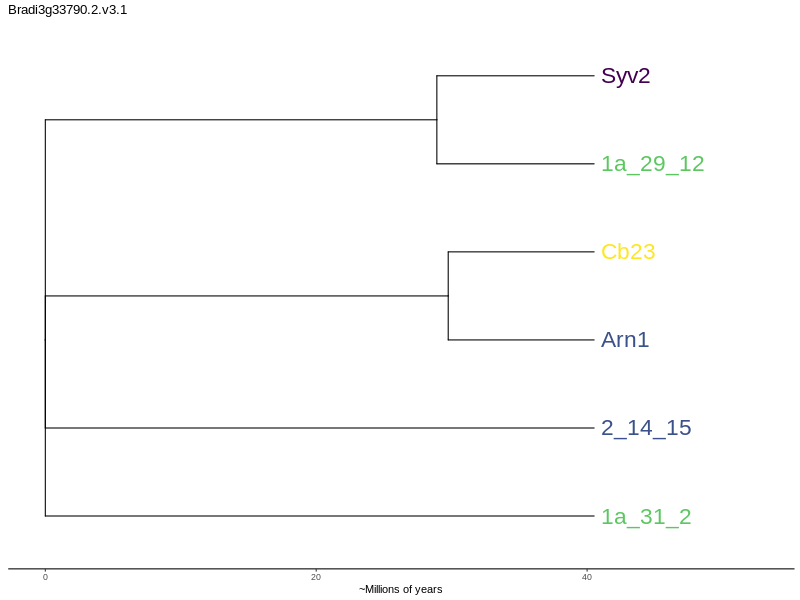 Bradi3g33790.2.v3.1
Syv2
1a_29_12
Cb23
Arn1
2_14_15
1a_31_2
0 20 40
~Millions of years